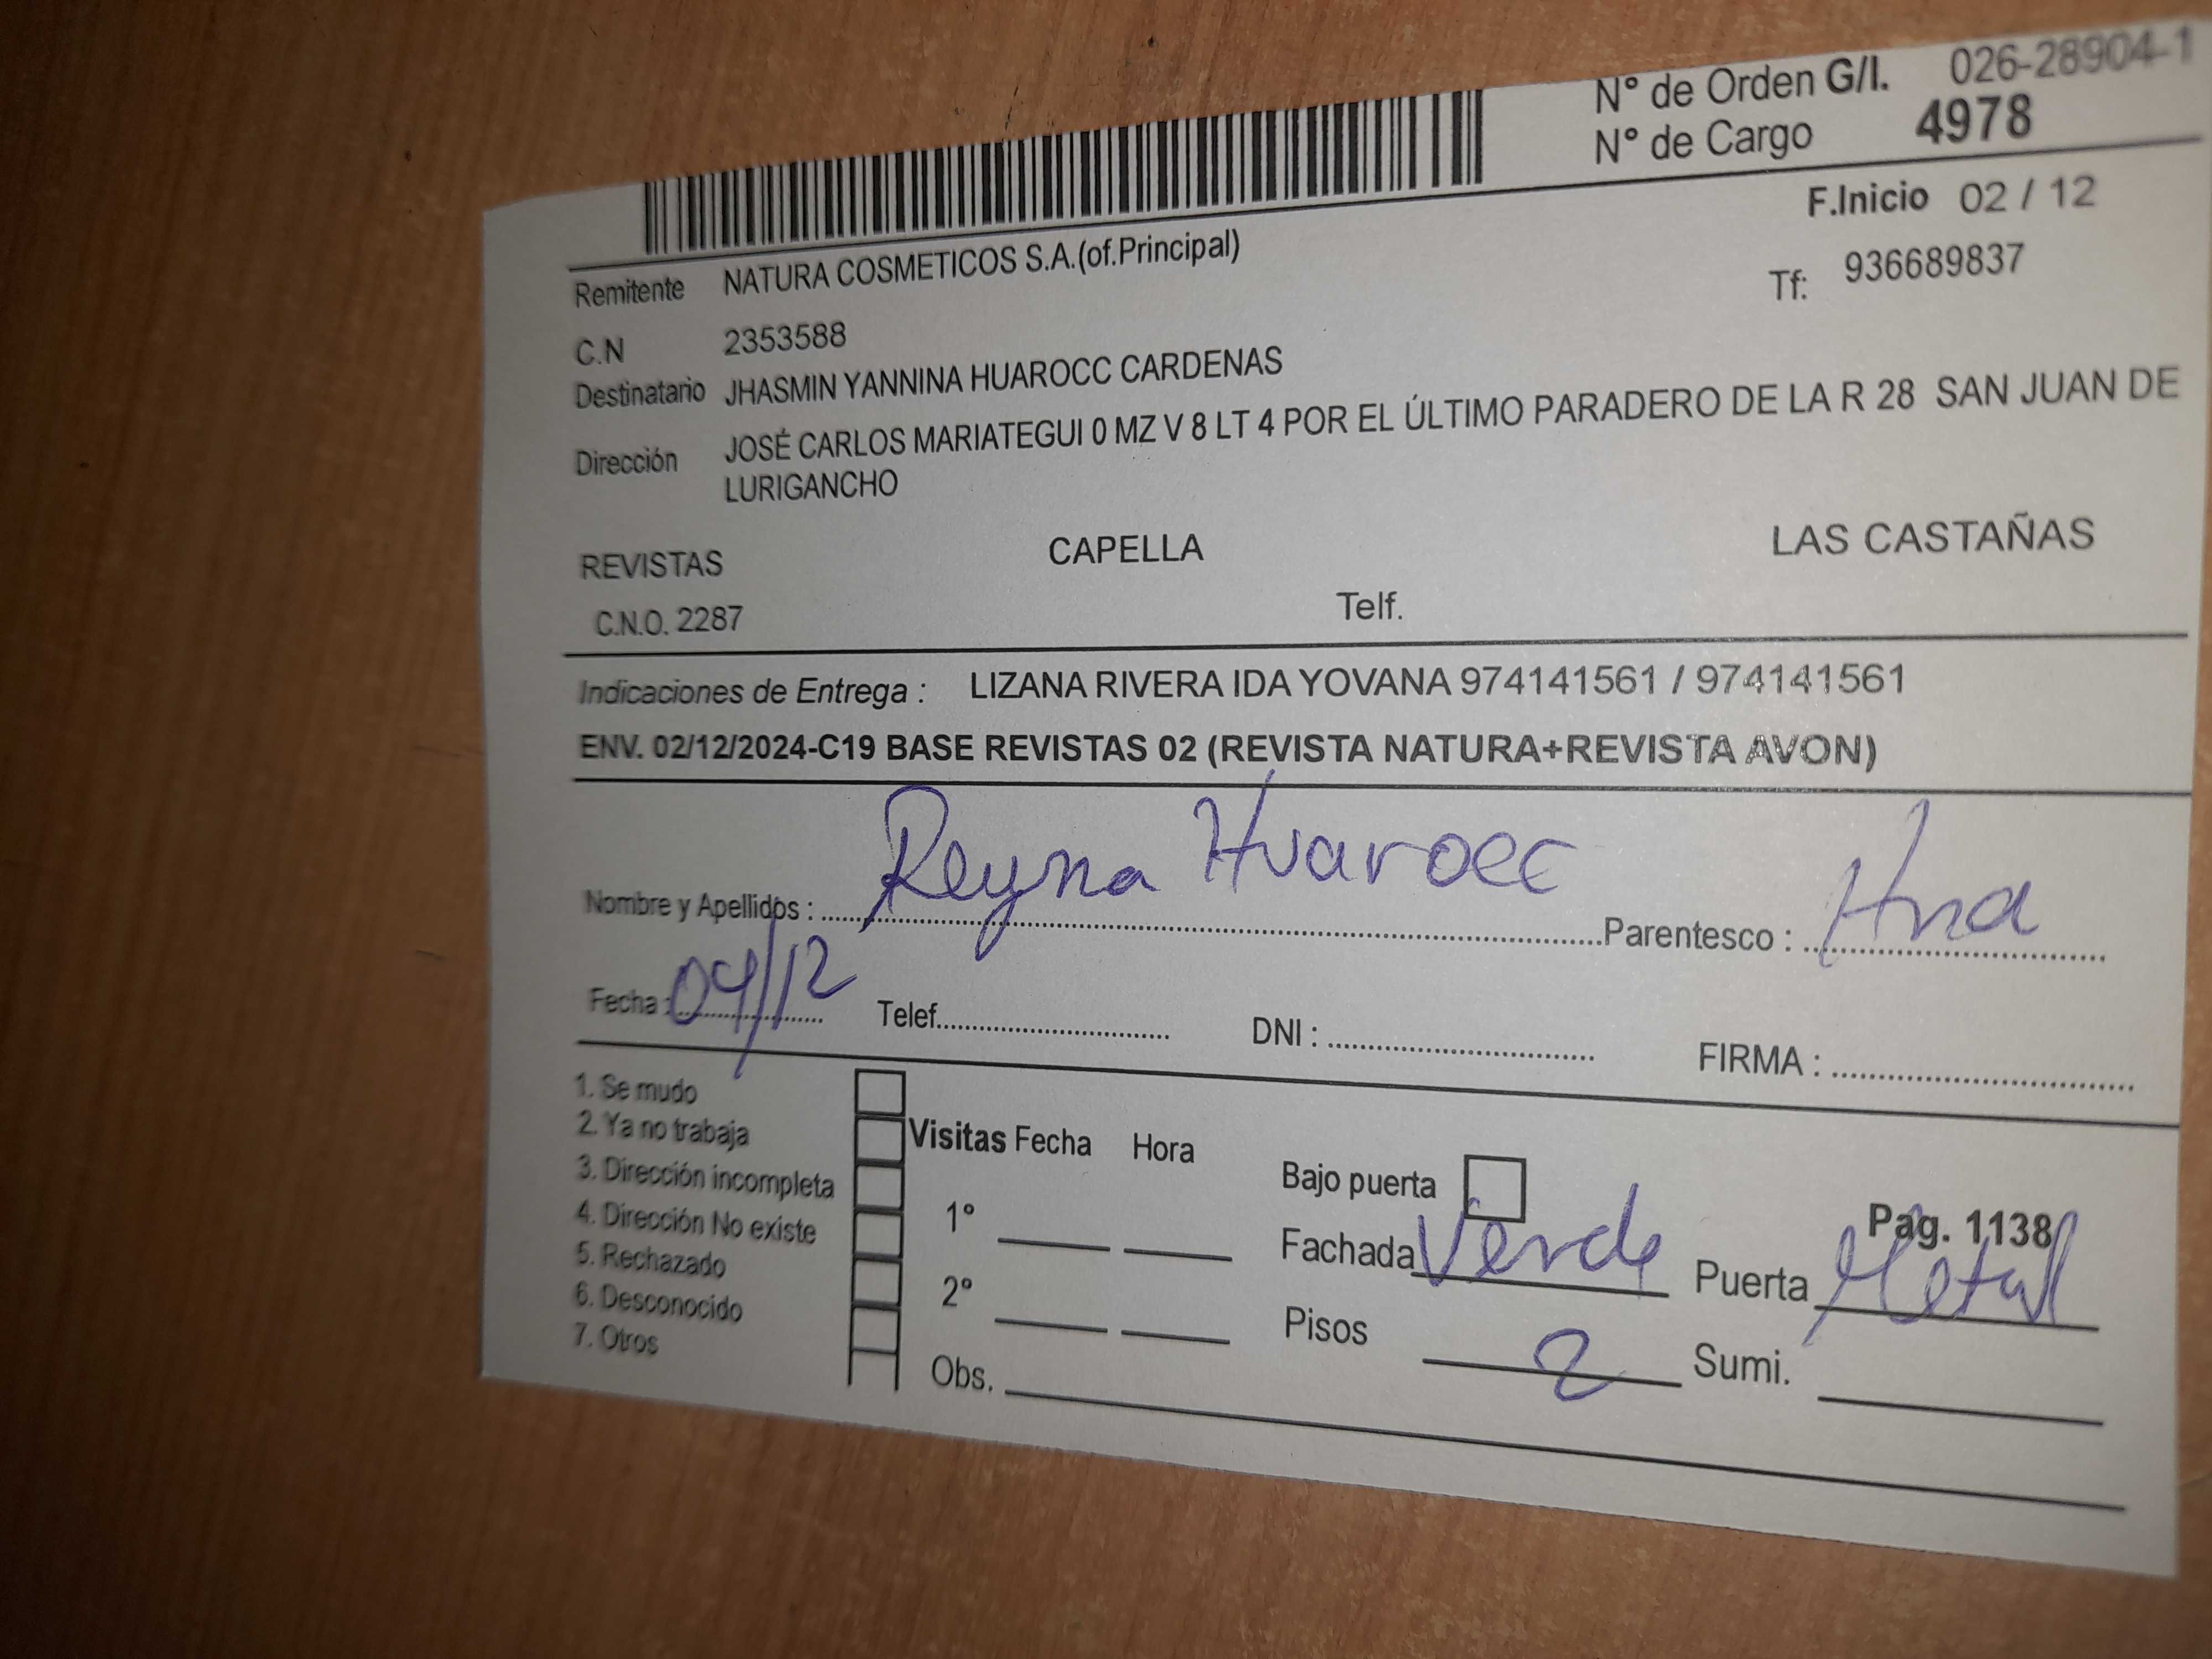 N° de Orden G/I. 026-28904-1
N° de Cargo 4978
F.Inicio 02 / 12
Remitente NATURA COSMETICOS S.A.(of.Principal)
Tf: 936689837
C.N 2353588
Destinatario JHASMIN YANNINA HUAROCC CARDENAS
Dirección JOSÉ CARLOS MARIATEGUI 0 MZ V 8 LT 4 POR EL ÚLTIMO PARADERO DE LA R 28 SAN JUAN DE
LURIGANCHO
REVISTAS CAPELLA LAS CASTAÑAS
C.N.O. 2287 Telf.
Indicaciones de Entrega : LIZANA RIVERA IDA YOVANA 974141561 / 974141561
ENV. 02/12/2024-C19 BASE REVISTAS 02 (REVISTA NATURA+REVISTA AVON)
Nombre y Apellidos : Reyna Huarocc Parentesco : Hna
Fecha : 04/12 Telef. DNI : FIRMA :
1. Se mudo
2. Ya no trabaja
3. Dirección incompleta
4. Dirección No existe
5. Rechazado
6. Desconocido
7. Otros
Visitas Fecha Hora
1°
2°
Obs.
Bajo puerta
Pag. 1138
Fachada Verde Puerta Metal
Pisos 2 Sumi.